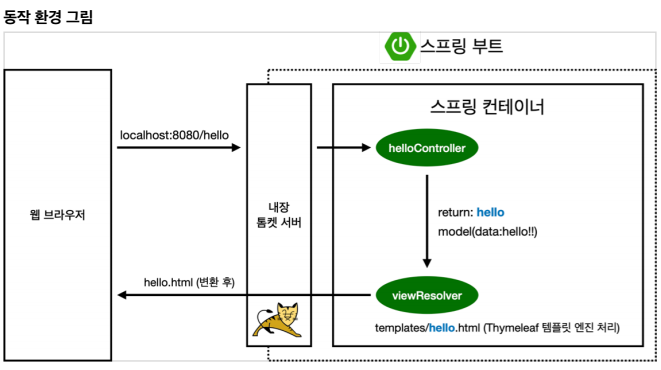 동작 환경 그림
스프링 부트
스프링 컨테이너
localhost:8080/hello
helloController
웹 브라우저
내장
톰켓 서버
return: hello
model(data:hello!!)
hello.html (변환 후)
viewResolver
templates/hello.html (Thymeleaf 템플릿 엔진 처리)